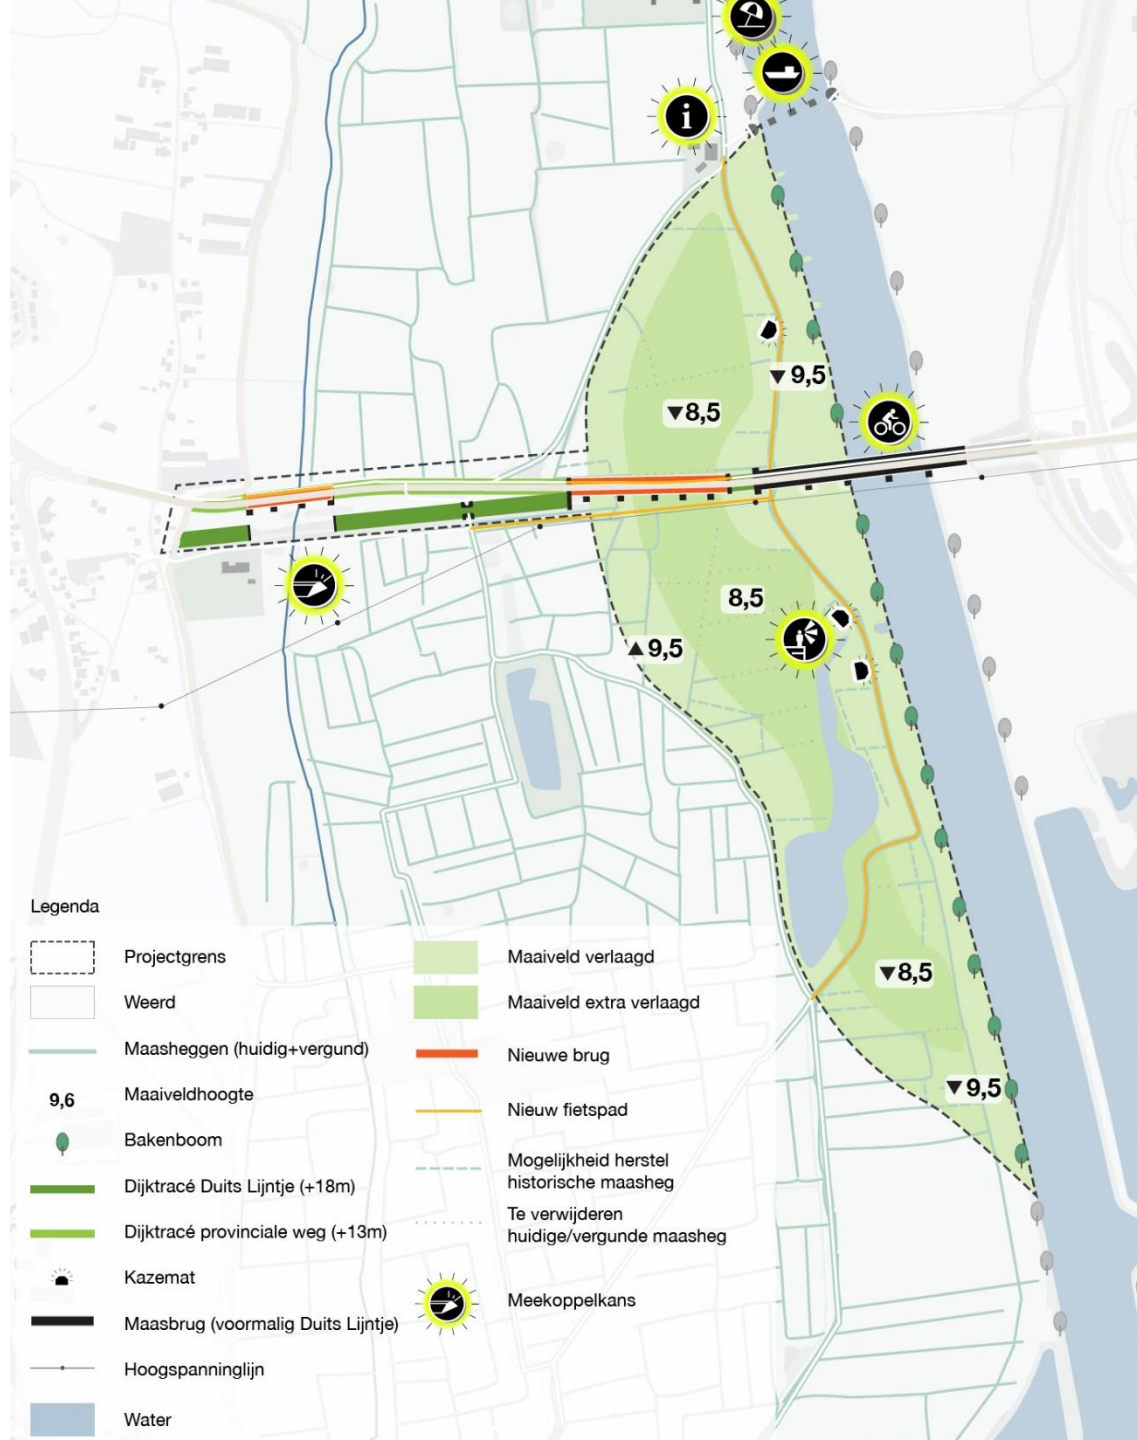 i
▼9,5
▼8,5
8,5
▲9,5
▼8,5
▼9,5
Legenda
Projectgrens
Weerd
Maasheggen (huidig+vergund)
9,6 Maaiveldhoogte
Bakenboom
Dijktracé Duits Lijntje (+18m)
Dijktracé provinciale weg (+13m)
Kazemat
Maasbrug (voormalig Duits Lijntje)
Hoogspanninglijn
Water
Maaiveld verlaagd
Maaiveld extra verlaagd
Nieuwe brug
Nieuw fietspad
Mogelijkheid herstel
historische maasheg
Te verwijderen
huidige/vergunde maasheg
Meekoppelkans